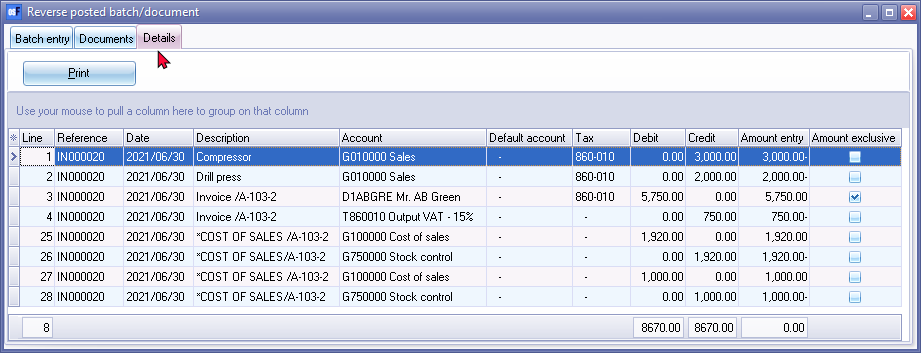 Reverse posted batch/document
Batch entry Documents Details
Print
Use your mouse to pull a column here to group on that column
Line Reference Date Description Account Default account Tax Debit Credit Amount entry Amount exclusive
1 IN000020 2021/06/30 Compressor G010000 Sales - 860-010 0.00 3,000.00 3,000.00-
2 IN000020 2021/06/30 Drill press G010000 Sales - 860-010 0.00 2,000.00 2,000.00-
3 IN000020 2021/06/30 Invoice /A-103-2 D1ABGRE Mr. AB Green - 860-010 5,750.00 0.00 5,750.00
4 IN000020 2021/06/30 Invoice /A-103-2 T860010 Output VAT - 15% - - 0.00 750.00 750.00-
25 IN000020 2021/06/30 *COST OF SALES /A-103-2 G100000 Cost of sales - - 1,920.00 0.00 1,920.00
26 IN000020 2021/06/30 *COST OF SALES /A-103-2 G750000 Stock control - - 0.00 1,920.00 1,920.00-
27 IN000020 2021/06/30 *COST OF SALES/A-103-2 G100000 Cost of sales - - 1,000.00 0.00 1,000.00
28 IN000020 2021/06/30 *COST OF SALES/A-103-2 G750000 Stock control - - 0.00 1,000.00 1,000.00-
8 8670.00 8670.00 0.00